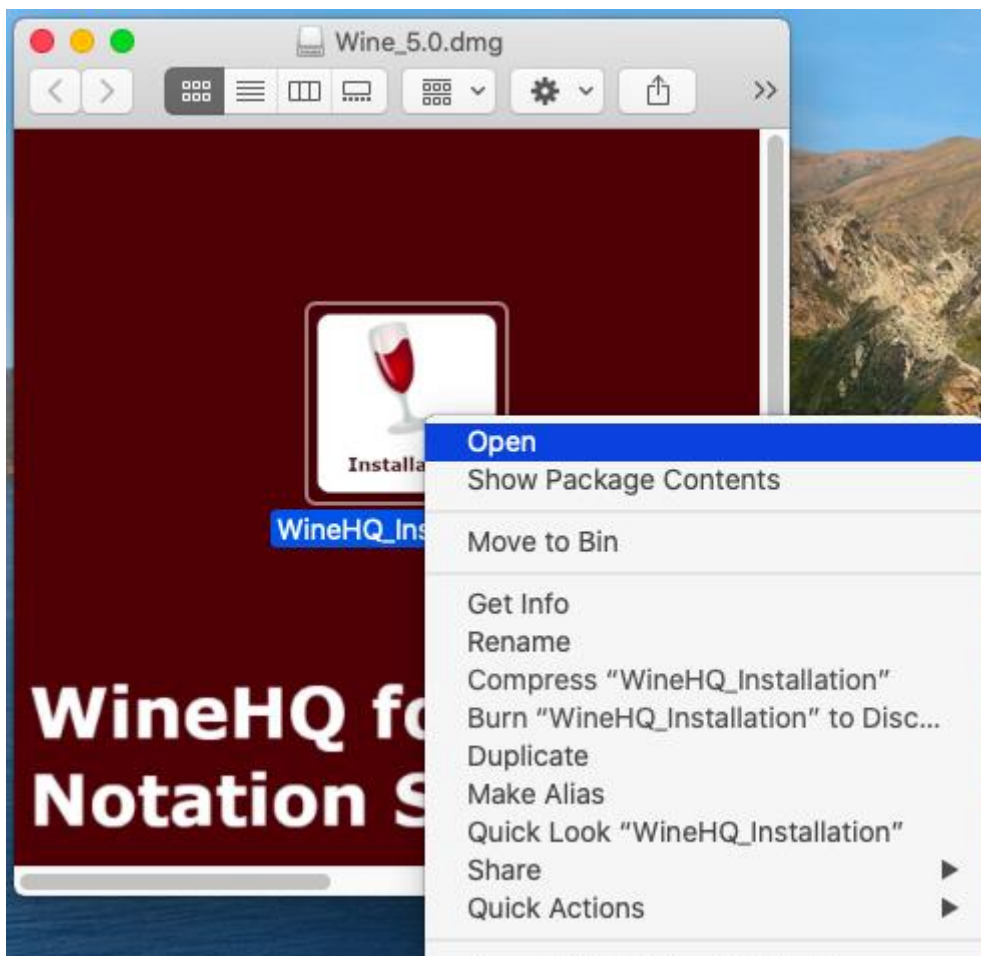 Wine_5.0.dmg
Installa
WineHQ_Ins
WineHQ fo
Notation S
Open
Show Package Contents
Move to Bin
Get Info
Rename
Compress “WineHQ_Installation”
Burn “WineHQ_Installation” to Disc...
Duplicate
Make Alias
Quick Look “WineHQ_Installation”
Share
Quick Actions